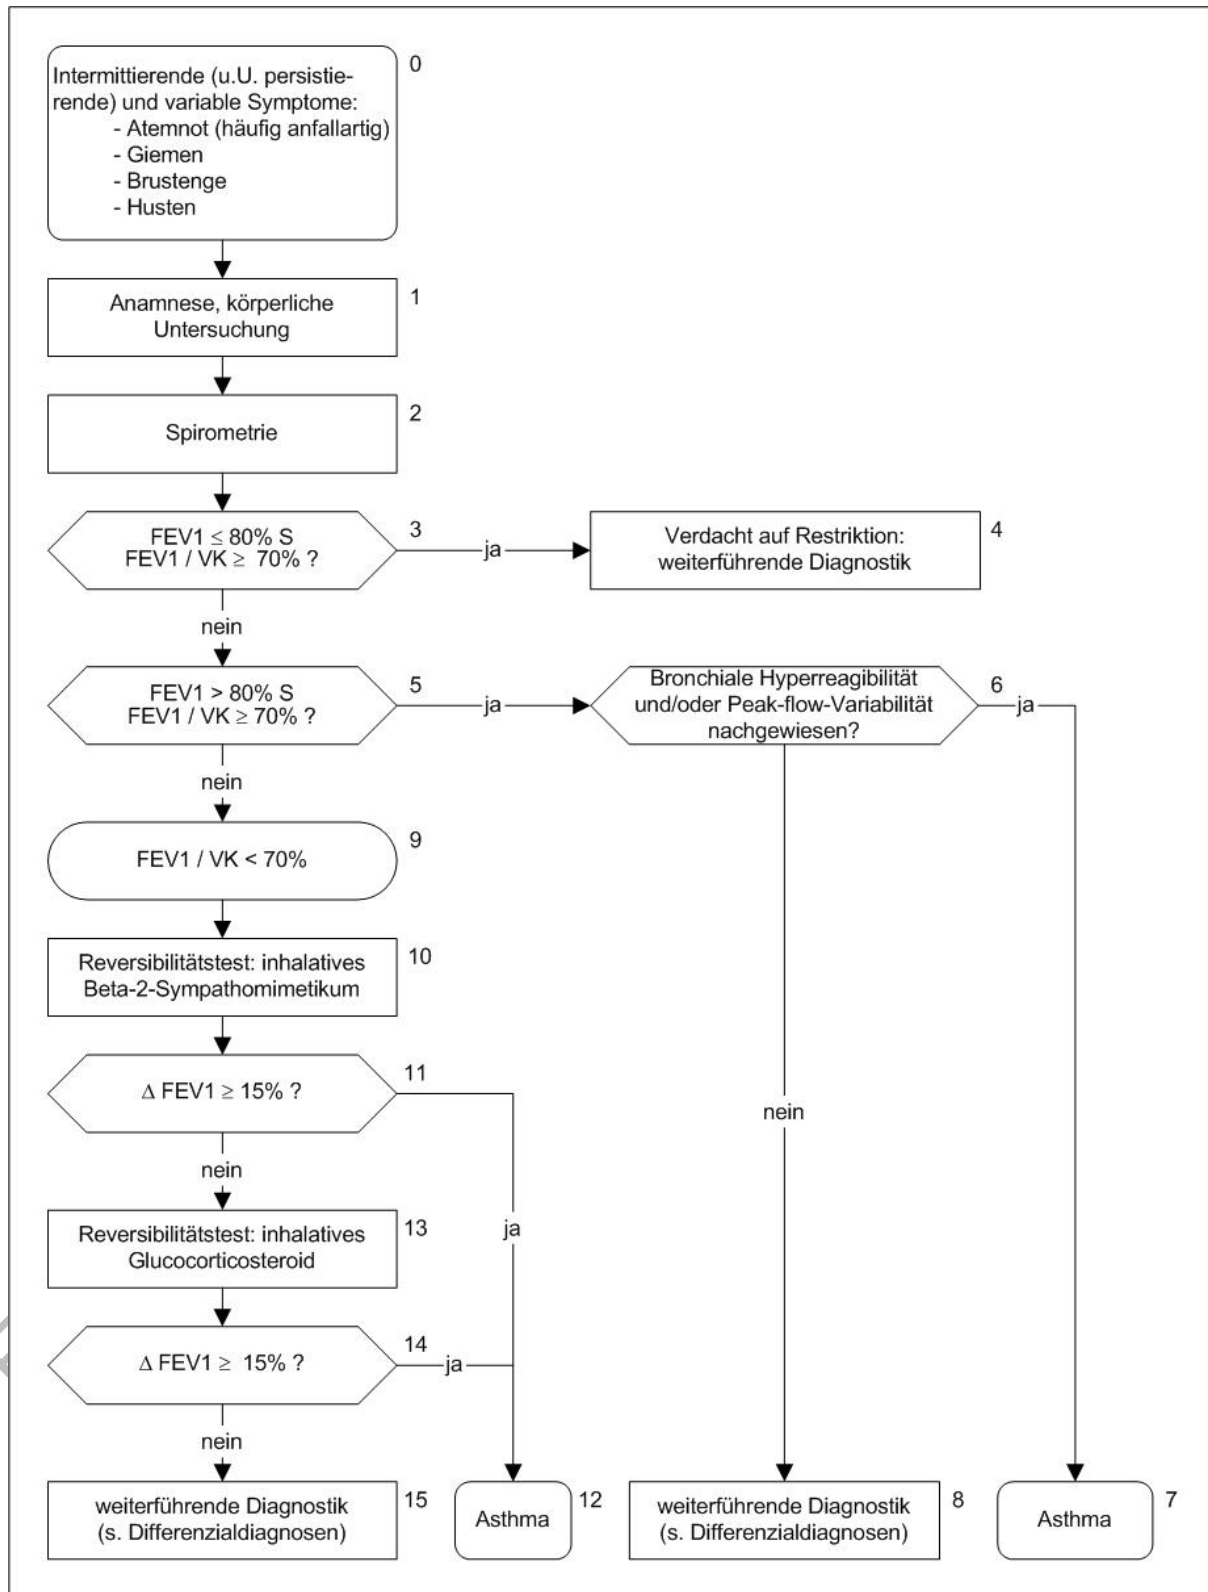 0
Intermittierende (u.U. persistie-
rende) und variable Symptome:
- Atemnot (häufig anfallartig)
- Giemen
- Brustenge
- Husten
1
Anamnese, körperliche
Untersuchung
2
Spirometrie
3
FEV1 ≤ 80% S
FEV1 / VK ≥ 70% ?
ja
4
Verdacht auf Restriktion:
weiterführende Diagnostik
nein
5
FEV1 > 80% S
FEV1 / VK ≥ 70% ?
ja
6
Bronchiale Hyperreagibilität
und/oder Peak-flow-Variabilität
nachgewiesen?
ja
nein
9
FEV1 / VK < 70%
10
Reversibilitätstest: inhalatives
Beta-2-Sympathomimetikum
11
Δ FEV1 ≥ 15% ?
nein
nein
13
Reversibilitätstest: inhalatives
Glucocorticosteroid
ja
14
Δ FEV1 ≥ 15% ?
ja
nein
15
weiterführende Diagnostik
(s. Differenzialdiagnosen)
12
Asthma
8
weiterführende Diagnostik
(s. Differenzialdiagnosen)
7
Asthma